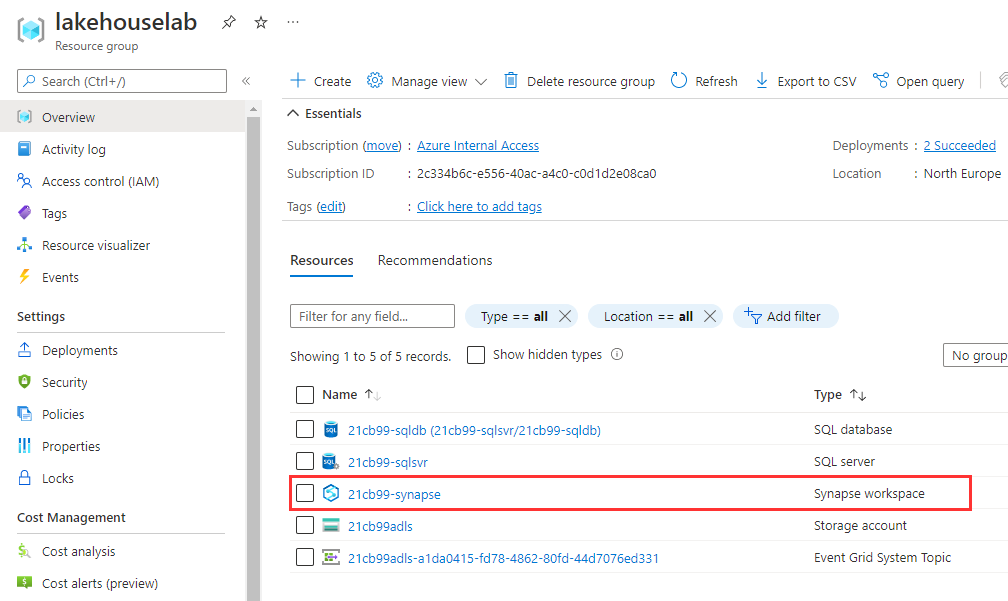 lakehouselab
Resource group
Search (Ctrl+/)
Create Manage view Delete resource group Refresh Export to CSV Open query
Overview
Activity log
Access control (IAM)
Tags
Resource visualizer
Events
Settings
Deployments
Security
Policies
Properties
Locks
Cost Management
Cost analysis
Cost alerts (preview)
Essentials
Subscription (move) : Azure Internal Access
Subscription ID : 2c334b6c-e556-40ac-a4c0-c0d1d2e08ca0
Tags (edit) : Click here to add tags
Deployments : 2 Succeeded
Location : North Europe
Resources Recommendations
Filter for any field... Type == all Location == all Add filter
Showing 1 to 5 of 5 records. Show hidden types
No group
Name Type
21cb99-sqldb (21cb99-sqlsvr/21cb99-sqldb) SQL database
21cb99-sqlsvr SQL server
21cb99-synapse Synapse workspace
21cb99adls Storage account
21cb99adls-a1da0415-fd78-4862-80fd-44d7076ed331 Event Grid System Topic